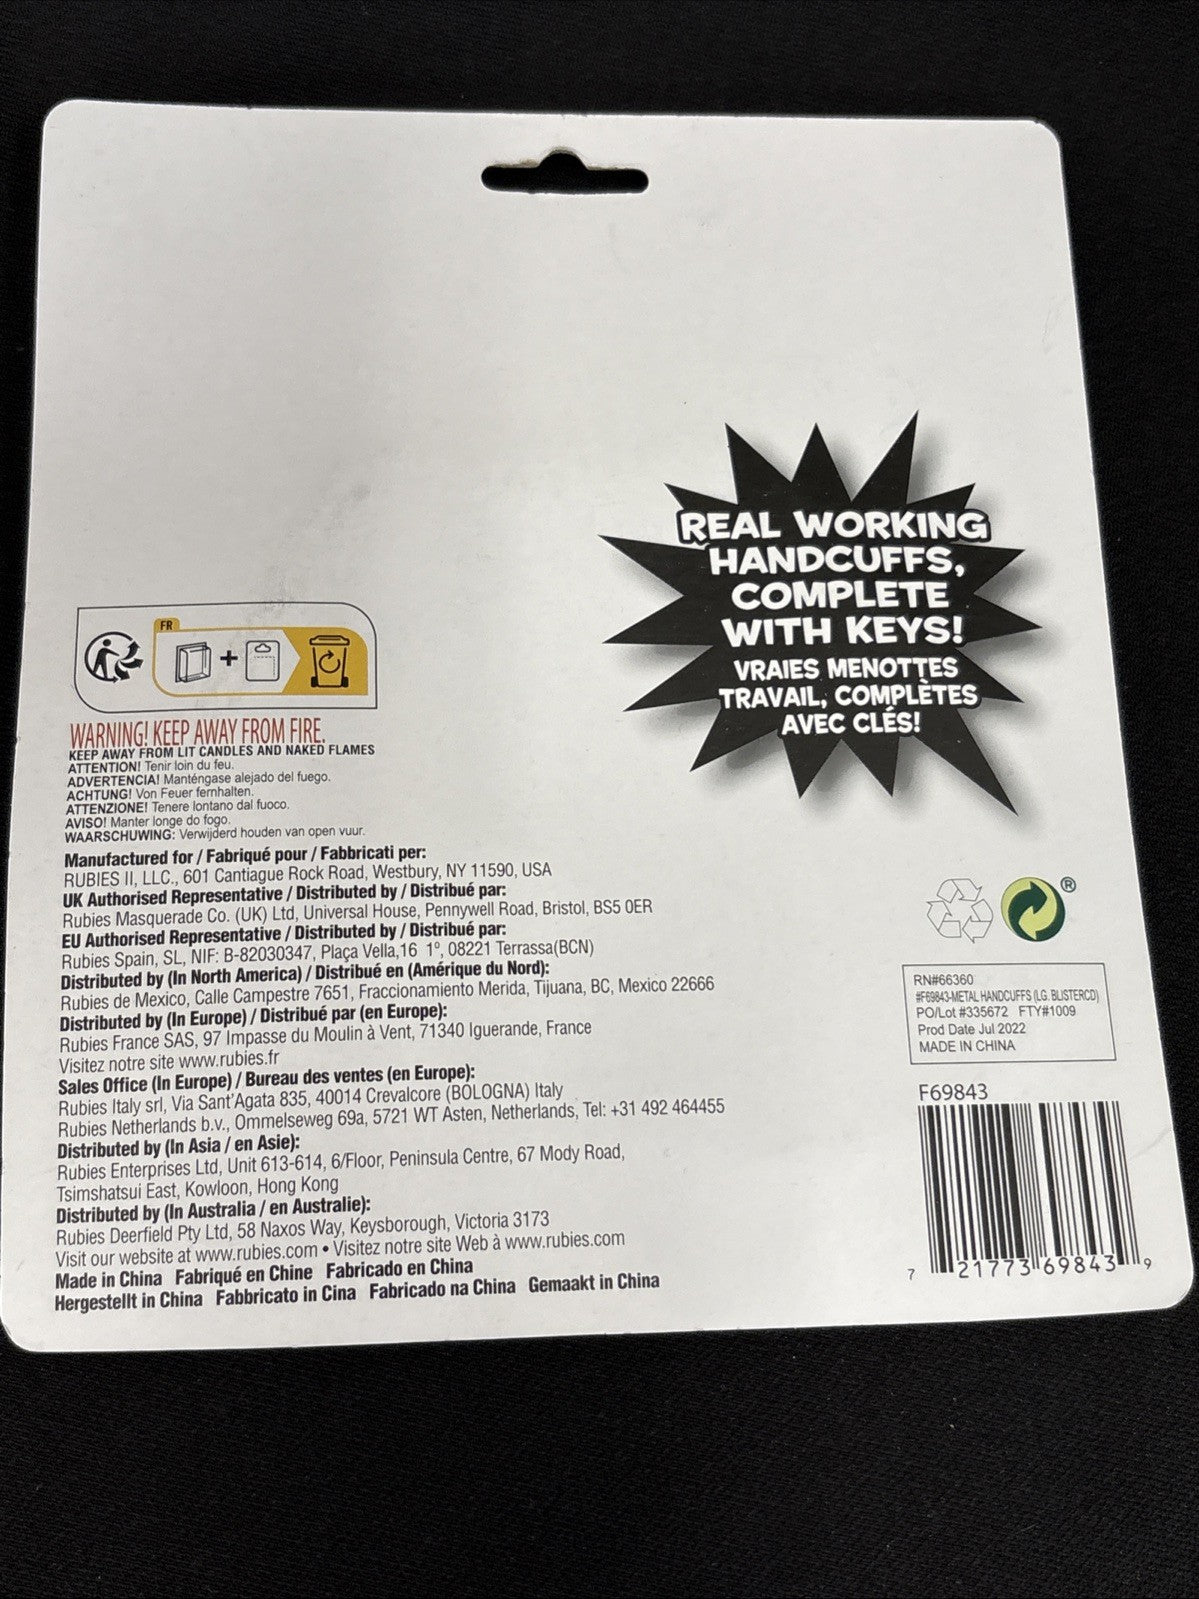 REAL WORKING
HANDCUFFS,
COMPLETE
WITH KEYS!
VRAIES MENOTTES
TRAVAIL, COMPLÈTES
AVEC CLÉS!
FR
+
WARNING! KEEP AWAY FROM FIRE.
KEEP AWAY FROM LIT CANDLES AND NAKED FLAMES
ATTENTION! Tenir loin du feu.
ADVERTENCIA! Manténgase alejado del fuego.
ACHTUNG! Von Feuer fernhalten.
ATTENZIONE! Tenere lontano dal fuoco.
AVISO! Manter longe do fogo.
WAARSCHUWING: Verwijderd houden van open vuur.
Manufactured for / Fabriqué pour / Fabbricati per:
RUBIES II, LLC., 601 Cantiague Rock Road, Westbury, NY 11590, USA
UK Authorised Representative / Distributed by / Distribué par:
Rubies Masquerade Co. (UK) Ltd, Universal House, Pennywell Road, Bristol, BS5 0ER
EU Authorised Representative / Distributed by / Distribué par:
Rubies Spain, SL, NIF: B-82030347, Plaça Vella,16 1º, 08221 Terrassa(BCN)
Distributed by (In North America) / Distribué en (Amérique du Nord):
Rubies de Mexico, Calle Campestre 7651, Fraccionamiento Merida, Tijuana, BC, Mexico 22666
Distributed by (In Europe) / Distribué par (en Europe):
Rubies France SAS, 97 Impasse du Moulin à Vent, 71340 Iguerande, France
Visitez notre site www.rubies.fr
Sales Office (In Europe) / Bureau des ventes (en Europe):
Rubies Italy srl, Via Sant'Agata 835, 40014 Crevalcore (BOLOGNA) Italy
Rubies Netherlands b.v., Ommelseweg 69a, 5721 WT Asten, Netherlands, Tel: +31 492 464455
Distributed by (In Asia / en Asie):
Rubies Enterprises Ltd, Unit 613-614, 6/Floor, Peninsula Centre, 67 Mody Road,
Tsimshatsui East, Kowloon, Hong Kong
Distributed by (In Australia / en Australie):
Rubies Deerfield Pty Ltd, 58 Naxos Way, Keysborough, Victoria 3173
Visit our website at www.rubies.com • Visitez notre site Web à www.rubies.com
Made in China Fabriqué en Chine Fabricado en China
Hergestellt in China Fabbricato in Cina Fabricado na China Gemaakt in China
®
RN#66360
#F69843-METAL HANDCUFFS (LG. BLISTERCD)
PO/Lot #335672 FTY#1009
Prod Date Jul 2022
MADE IN CHINA
F69843
7 21773 69843 9